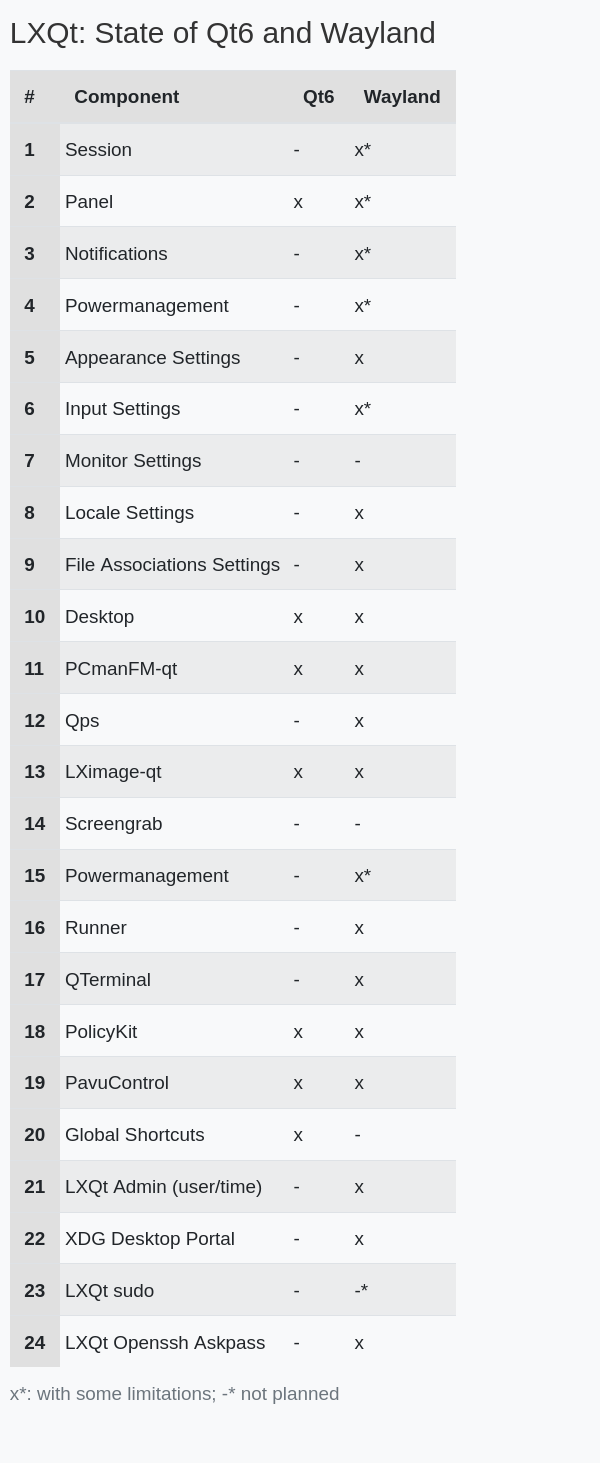 LXQt: State of Qt6 and Wayland
# Component Qt6 Wayland
1 Session - x*
2 Panel x x*
3 Notifications - x*
4 Powermanagement - x*
5 Appearance Settings - x
6 Input Settings - x*
7 Monitor Settings - -
8 Locale Settings - x
9 File Associations Settings - x
10 Desktop x x
11 PCmanFM-qt x x
12 Qps - x
13 LXimage-qt x x
14 Screengrab - -
15 Powermanagement - x*
16 Runner - x
17 QTerminal - x
18 PolicyKit x x
19 PavuControl x x
20 Global Shortcuts x -
21 LXQt Admin (user/time) - x
22 XDG Desktop Portal - x
23 LXQt sudo - -*
24 LXQt Openssh Askpass - x
x*: with some limitations; -* not planned